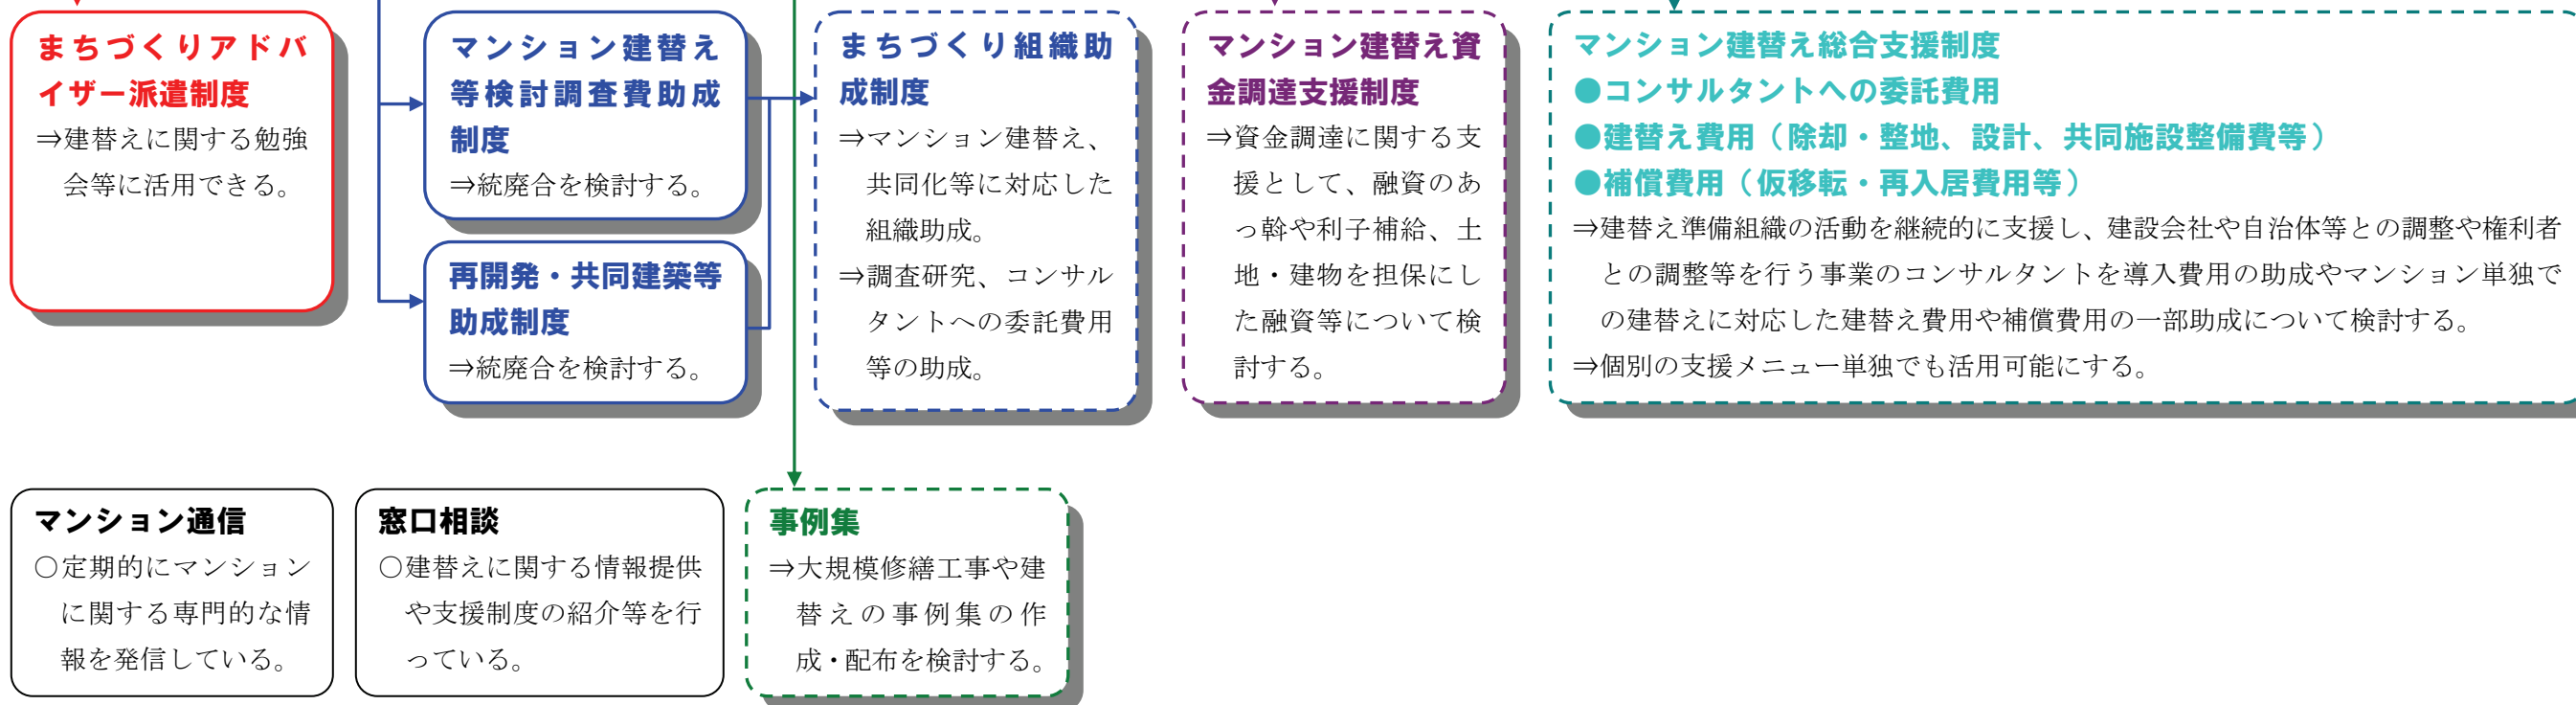 まちづくりアドバ
イザー派遣制度
⇒建替えに関する勉強
会等に活用できる。
マンション建替え
等検討調査費助成
制度
⇒統廃合を検討する。
再開発・共同建築等
助成制度
⇒統廃合を検討する。
まちづくり組織助
成制度
⇒マンション建替え、
共同化等に対応した
組織助成。
⇒調査研究、コンサル
タントへの委託費用
等の助成。
マンション建替え資
金調達支援制度
⇒資金調達に関する支
援として、融資のあ
っ斡や利子補給、土
地・建物を担保にし
た融資等について検
討する。
マンション建替え総合支援制度
●コンサルタントへの委託費用
●建替え費用（除却・整地、設計、共同施設整備費等）
●補償費用（仮移転・再入居費用等）
⇒建替え準備組織の活動を継続的に支援し、建設会社や自治体等との調整や権利者
との調整等を行う事業のコンサルタントを導入費用の助成やマンション単独で
の建替えに対応した建替え費用や補償費用の一部助成について検討する。
⇒個別の支援メニュー単独でも活用可能にする。
マンション通信
○定期的にマンション
に関する専門的な情
報を発信している。
窓口相談
○建替えに関する情報提供
や支援制度の紹介等を行
っている。
事例集
⇒大規模修繕工事や建
替えの事例集の作
成・配布を検討する。